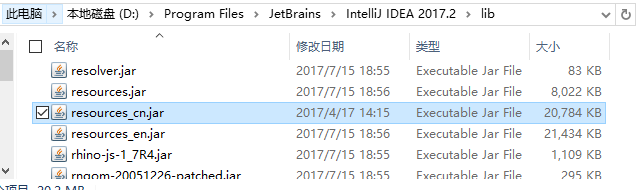 此电脑 > 本地磁盘 (D:) > Program Files > JetBrains > IntelliJ IDEA 2017.2 > lib
名称 修改日期 类型 大小
resolver.jar 2017/7/15 18:55 Executable Jar File 83 KB
resources.jar 2017/7/15 18:56 Executable Jar File 8,022 KB
resources_cn.jar 2017/4/17 14:15 Executable Jar File 20,784 KB
resources_en.jar 2017/7/15 18:56 Executable Jar File 21,434 KB
rhino-js-1_7R4.jar 2017/7/15 18:55 Executable Jar File 1,109 KB
rngom-20051226-patched.jar 2017/7/15 18:55 Executable Jar File 295 KB